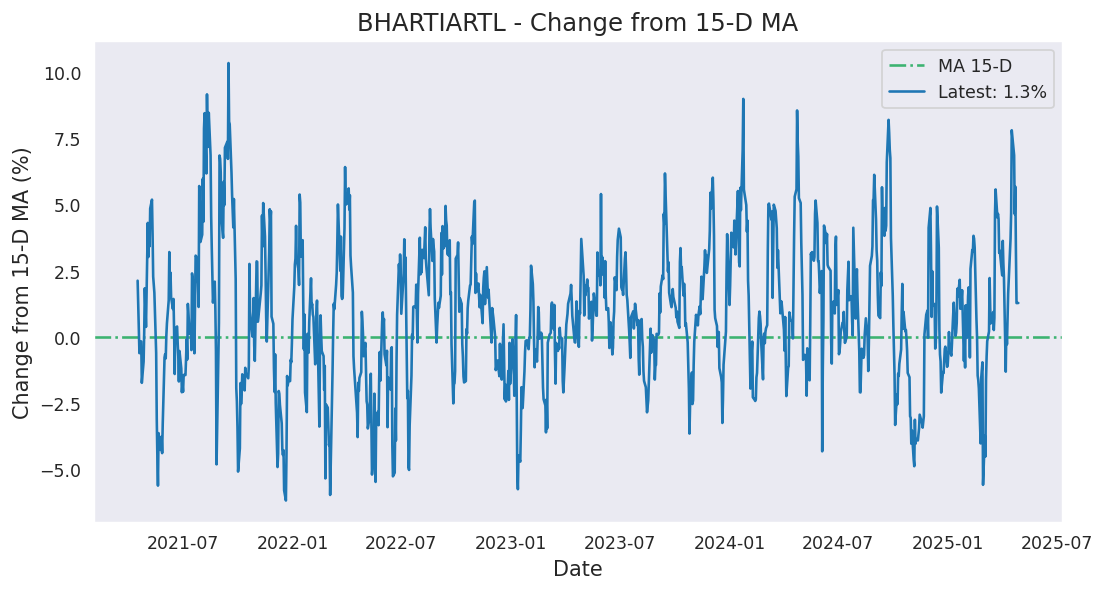 BHARTIARTL - Change from 15-D MA
MA 15-D
Latest: 1.3%
Change from 15-D MA (%)
10.0
7.5
5.0
2.5
0.0
−2.5
−5.0
2021-07 2022-01 2022-07 2023-01 2023-07 2024-01 2024-07 2025-01 2025-07
Date